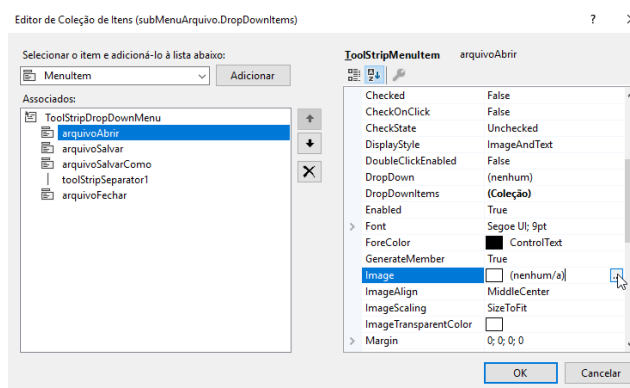 Editor de Coleção de Itens (subMenuArquivo.DropDownItems) ?
Selecionar o item e adicioná-lo à lista abaixo:
MenuItem Adicionar
Associados:
ToolStripDropDownMenu
arquivoAbrir
arquivoSalvar
arquivoSalvarComo
toolStripSeparator1
arquivoFechar
ToolStripMenuItem arquivoAbrir
Checked False
CheckOnClick False
CheckState Unchecked
DisplayStyle ImageAndText
DoubleClickEnabled False
DropDown (nenhum)
DropDownItems (Coleção)
Enabled True
Font Segoe UI; 9pt
ForeColor ControlText
GenerateMember True
Image (nenhum/a)
ImageAlign MiddleCenter
ImageScaling SizeToFit
ImageTransparentColor
Margin 0; 0; 0; 0
OK Cancelar